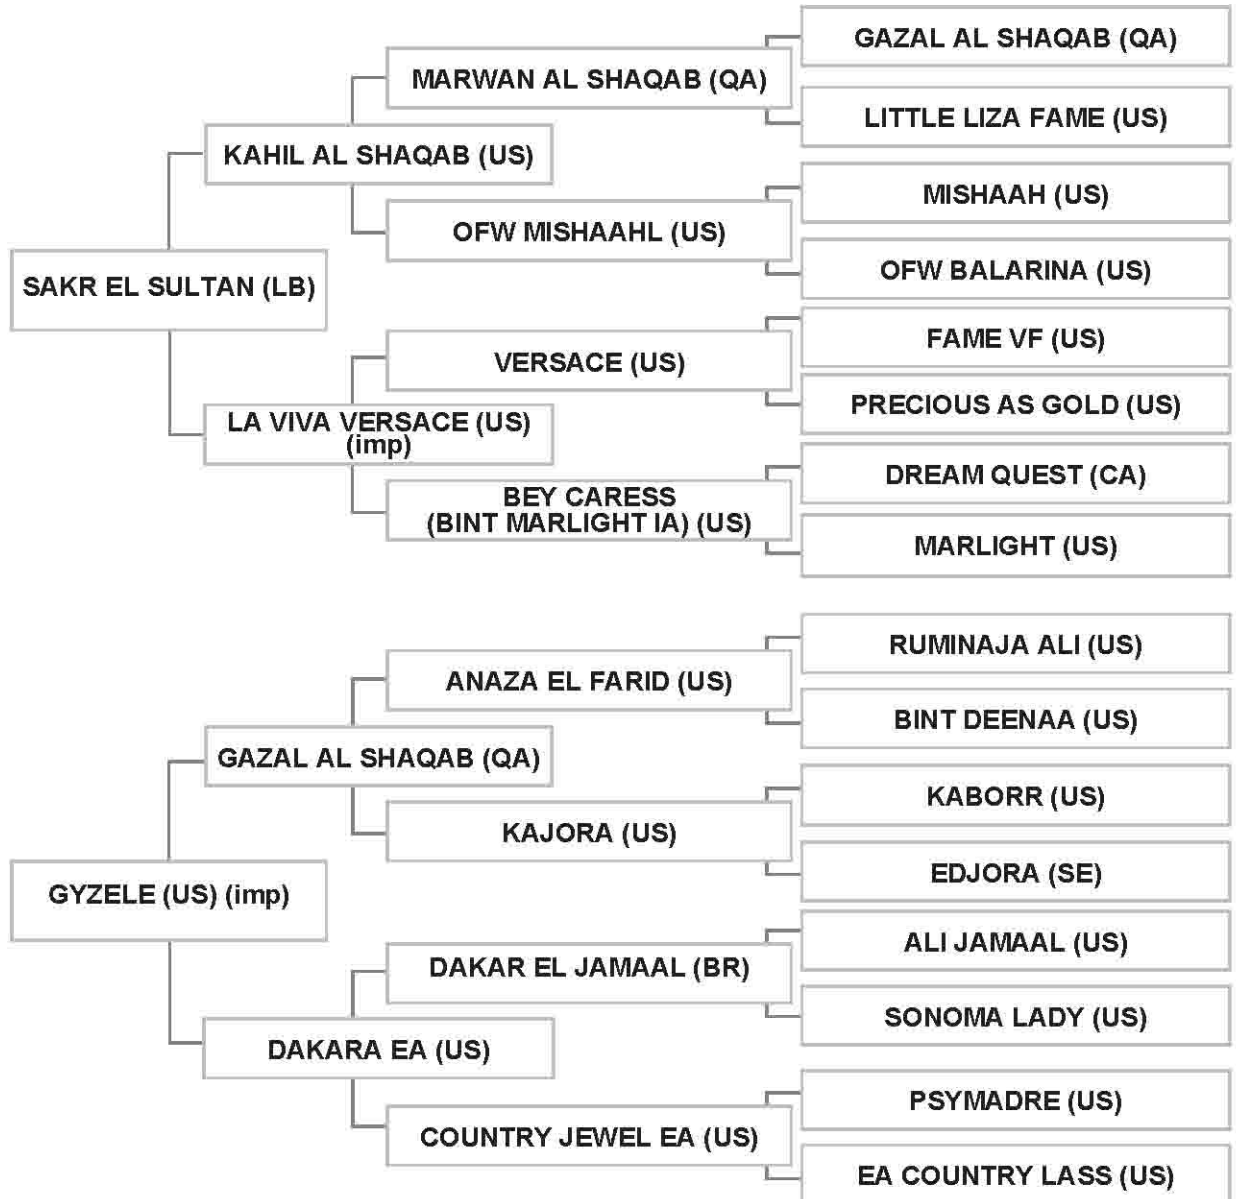 GAZAL AL SHAQAB (QA)
MARWAN AL SHAQAB (QA)
LITTLE LIZA FAME (US)
KAHIL AL SHAQAB (US)
MISHAAH (US)
OFW MISHAAHL (US)
OFW BALARINA (US)
SAKR EL SULTAN (LB)
FAME VF (US)
VERSACE (US)
PRECIOUS AS GOLD (US)
LA VIVA VERSACE (US)
(imp)
DREAM QUEST (CA)
BEY CARESS
(BINT MARLIGHT IA) (US)
MARLIGHT (US)
RUMINAJA ALI (US)
ANAZA EL FARID (US)
BINT DEENAA (US)
GAZAL AL SHAQAB (QA)
KABORR (US)
KAJORA (US)
EDJORA (SE)
GYZELE (US) (imp)
ALI JAMAAL (US)
DAKAR EL JAMAAL (BR)
SONOMA LADY (US)
DAKARA EA (US)
PSYMADRE (US)
COUNTRY JEWEL EA (US)
EA COUNTRY LASS (US)